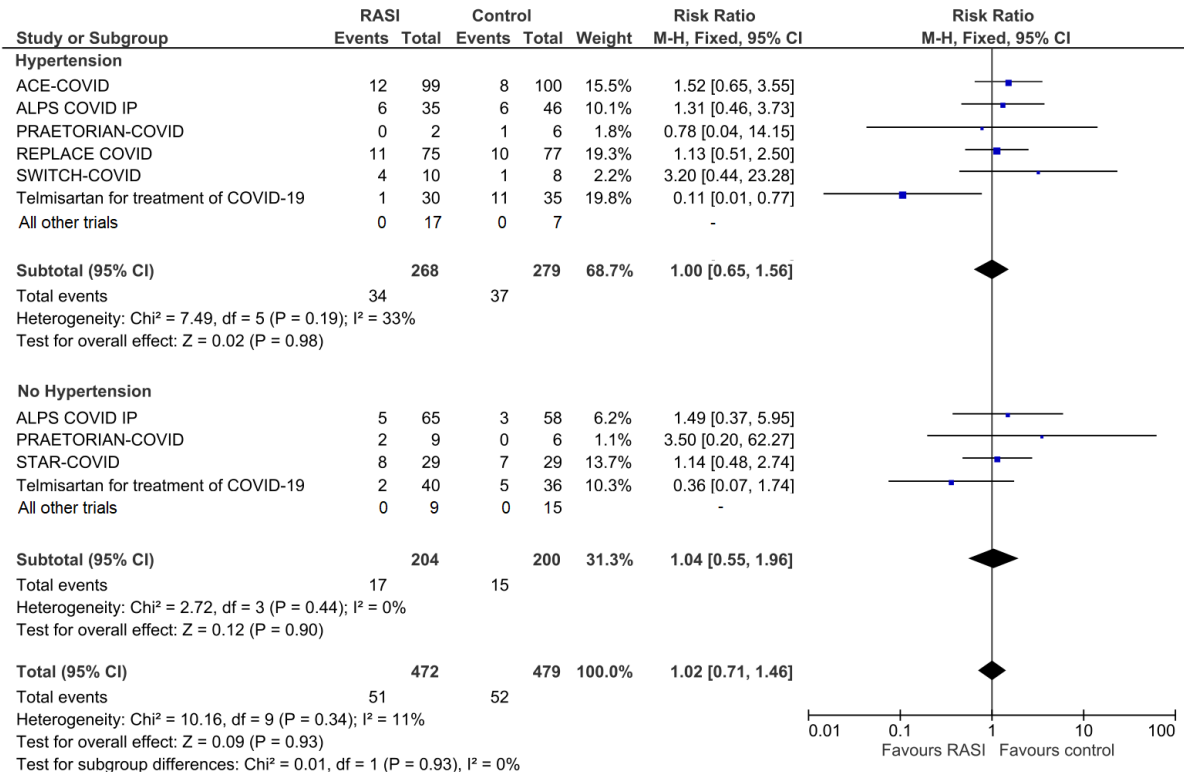 RASI Control Risk Ratio Risk Ratio
Study or Subgroup Events Total Events Total Weight M-H, Fixed, 95% CI M-H, Fixed, 95% CI
Hypertension
ACE-COVID 12 99 8 100 15.5% 1.52 [0.65, 3.55]
ALPS COVID IP 6 35 6 46 10.1% 1.31 [0.46, 3.73]
PRAETORIAN-COVID 0 2 1 6 1.8% 0.78 [0.04, 14.15]
REPLACE COVID 11 75 10 77 19.3% 1.13 [0.51, 2.50]
SWITCH-COVID 4 10 1 8 2.2% 3.20 [0.44, 23.28]
Telmisartan for treatment of COVID-19 1 30 11 35 19.8% 0.11 [0.01, 0.77]
All other trials 0 17 0 7 -
Subtotal (95% CI) 268 279 68.7% 1.00 [0.65, 1.56]
Total events 34 37
Heterogeneity: Chi² = 7.49, df = 5 (P = 0.19); I² = 33%
Test for overall effect: Z = 0.02 (P = 0.98)
No Hypertension
ALPS COVID IP 5 65 3 58 6.2% 1.49 [0.37, 5.95]
PRAETORIAN-COVID 2 9 0 6 1.1% 3.50 [0.20, 62.27]
STAR-COVID 8 29 7 29 13.7% 1.14 [0.48, 2.74]
Telmisartan for treatment of COVID-19 2 40 5 36 10.3% 0.36 [0.07, 1.74]
All other trials 0 9 0 15 -
Subtotal (95% CI) 204 200 31.3% 1.04 [0.55, 1.96]
Total events 17 15
Heterogeneity: Chi² = 2.72, df = 3 (P = 0.44); I² = 0%
Test for overall effect: Z = 0.12 (P = 0.90)
Total (95% CI) 472 479 100.0% 1.02 [0.71, 1.46]
Total events 51 52
Heterogeneity: Chi² = 10.16, df = 9 (P = 0.34); I² = 11%
Test for overall effect: Z = 0.09 (P = 0.93)
Test for subgroup differences: Chi² = 0.01, df = 1 (P = 0.93), I² = 0%
0.01 0.1 1 10 100
Favours RASI Favours control